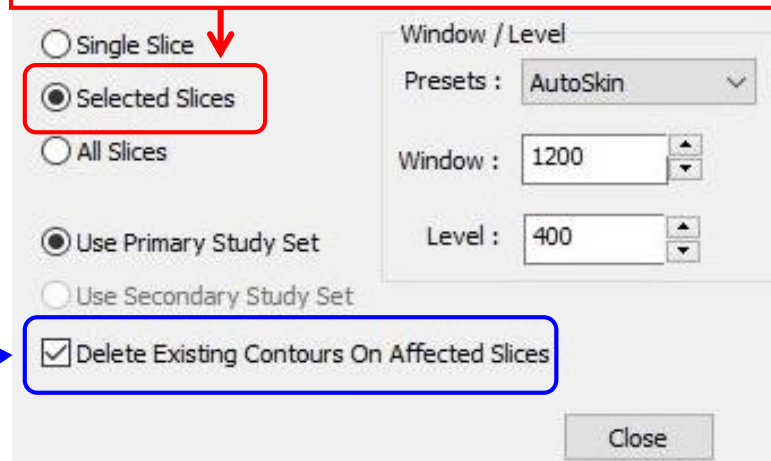 Single Slice
Window / Level
Selected Slices
Presets : AutoSkin
All Slices
Window : 1200
Use Primary Study Set
Level : 400
Use Secondary Study Set
Delete Existing Contours On Affected Slices
Close